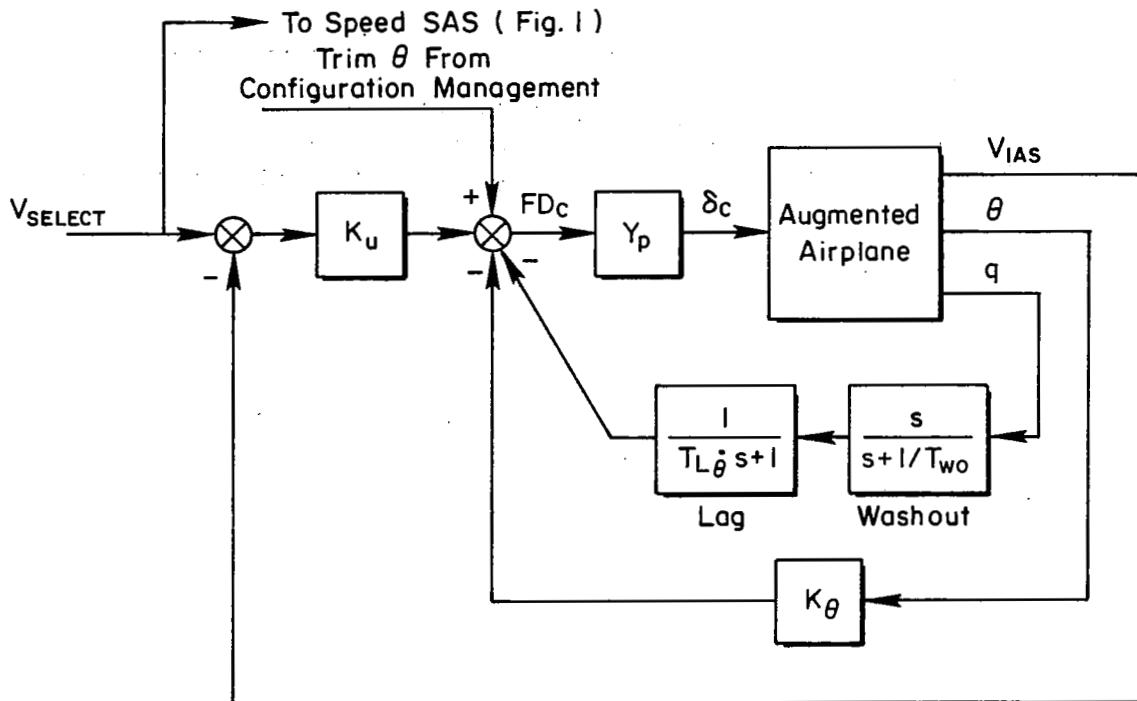 To Speed SAS ( Fig. 1 )
Trim θ From
Configuration Management
V_SELECT
-
K_u
+
-
-
FD_C
Y_p
δ_c
Augmented
Airplane
V_IAS
θ
q
1
T_Lθ̇ s+1
Lag
s
s+1/T_WO
Washout
K_θ